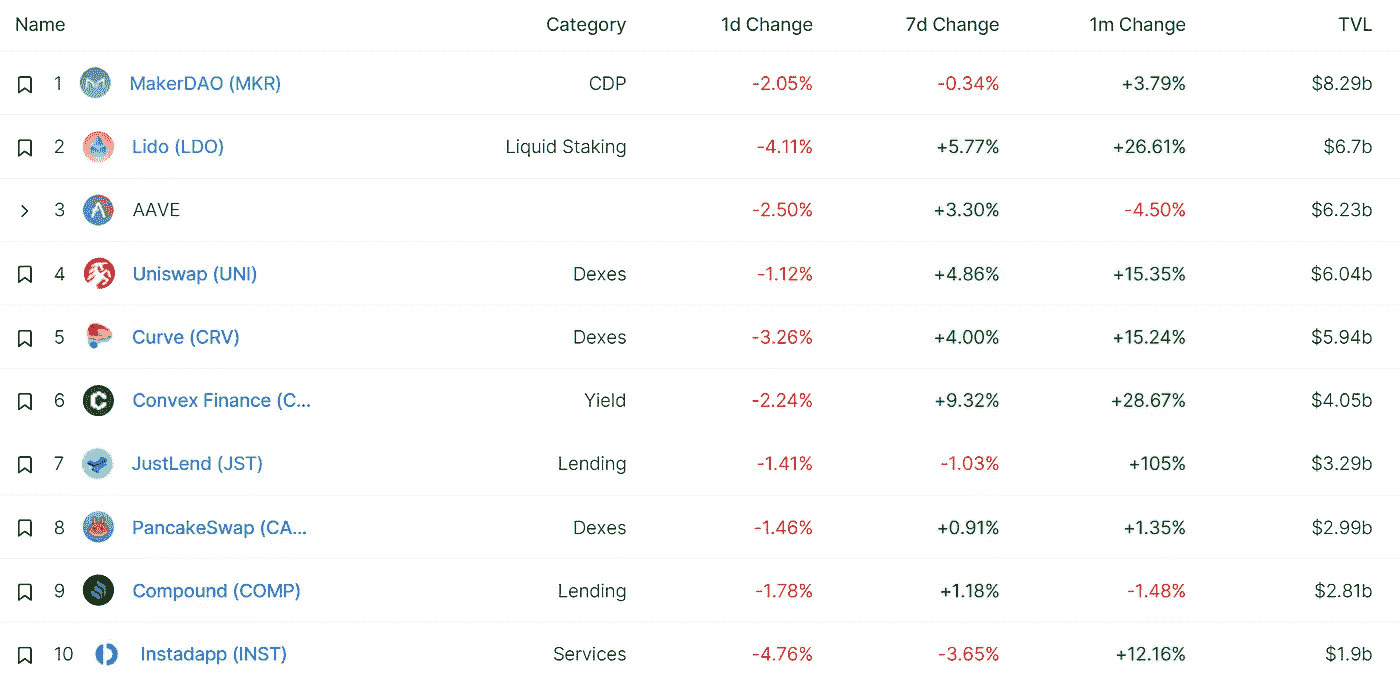 Name Category 1d Change 7d Change 1m Change TVL
1 MakerDAO (MKR) CDP -2.05% -0.34% +3.79% $8.29b
2 Lido (LDO) Liquid Staking -4.11% +5.77% +26.61% $6.7b
3 AAVE -2.50% +3.30% -4.50% $6.23b
4 Uniswap (UNI) Dexes -1.12% +4.86% +15.35% $6.04b
5 Curve (CRV) Dexes -3.26% +4.00% +15.24% $5.94b
6 Convex Finance (C... Yield -2.24% +9.32% +28.67% $4.05b
7 JustLend (JST) Lending -1.41% -1.03% +105% $3.29b
8 PancakeSwap (CA... Dexes -1.46% +0.91% +1.35% $2.99b
9 Compound (COMP) Lending -1.78% +1.18% -1.48% $2.81b
10 Instadapp (INST) Services -4.76% -3.65% +12.16% $1.9b